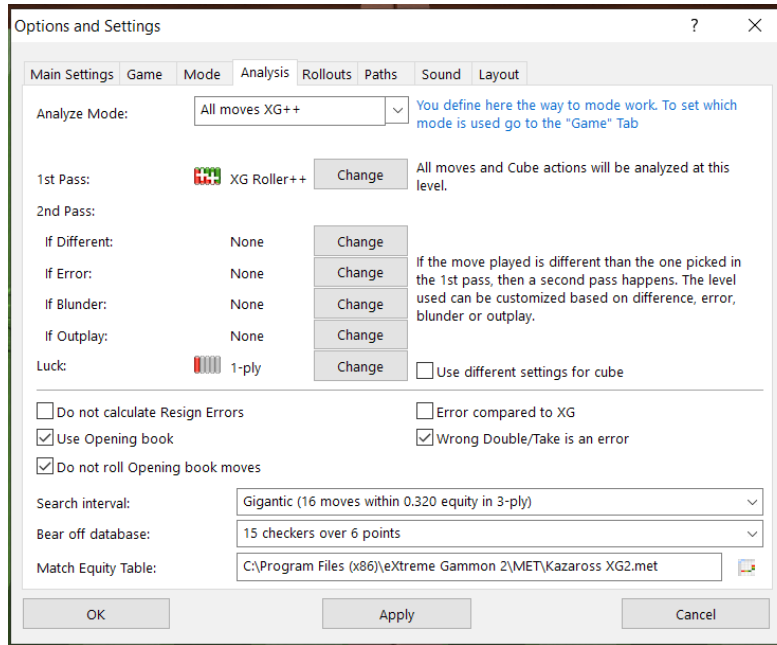 Options and Settings
?
Main Settings Game Mode Analysis Rollouts Paths Sound Layout
Analyze Mode:
All moves XG++
You define here the way to mode work. To set which
mode is used go to the "Game" Tab
1st Pass:
XG Roller++
Change
All moves and Cube actions will be analyzed at this
level.
2nd Pass:
If Different:
None
Change
If Error:
None
Change
If Blunder:
None
Change
If Outplay:
None
Change
If the move played is different than the one picked in
the 1st pass, then a second pass happens. The level
used can be customized based on difference, error,
blunder or outplay.
Luck:
1-ply
Change
Use different settings for cube
Do not calculate Resign Errors
Error compared to XG
Use Opening book
Wrong Double/Take is an error
Do not roll Opening book moves
Search interval:
Gigantic (16 moves within 0.320 equity in 3-ply)
Bear off database:
15 checkers over 6 points
Match Equity Table:
C:\Program Files (x86)\eXtreme Gammon 2\MET\Kazaross XG2.met
OK
Apply
Cancel